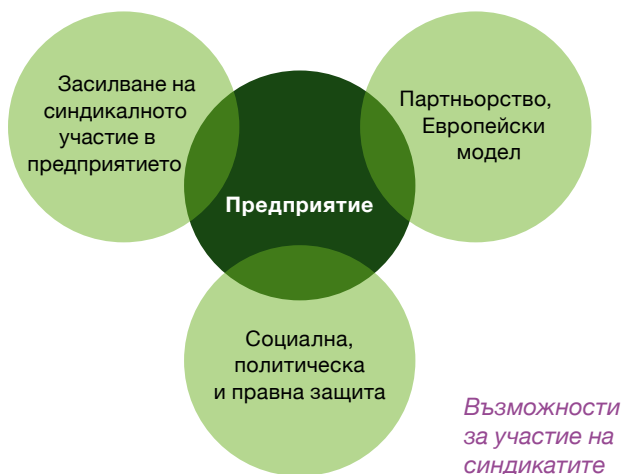 Засилване на
синдикалното
участие в
предприятието
Партньорство,
Европейски
модел
Предприятие
Социална,
политическа
и правна защита
Възможности
за участие на
синдикатите